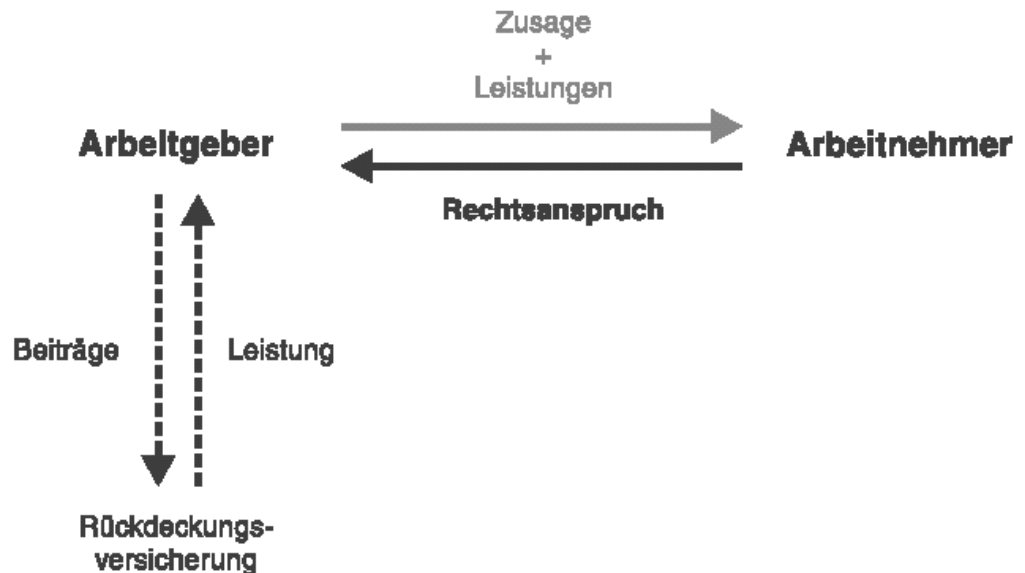 Zusage
+
Leistungen
Arbeitgeber
Arbeitnehmer
Rechtsanspruch
Beiträge
Leistung
Rückdeckungs-
versicherung